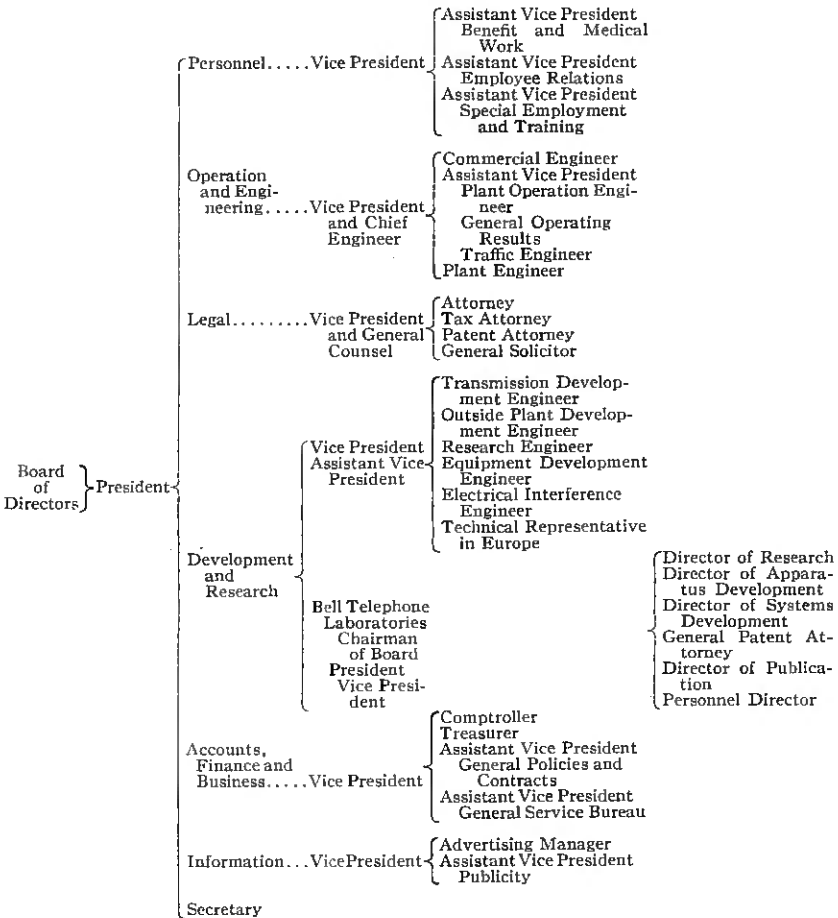 Board
of
Directors
President
Personnel.....Vice President
Assistant Vice President
Benefit and Medical
Work
Assistant Vice President
Employee Relations
Assistant Vice President
Special Employment
and Training
Operation
and Engi-
neering.....Vice President
and Chief
Engineer
Commercial Engineer
Assistant Vice President
Plant Operation Engi-
neer
General Operating
Results
Traffic Engineer
Plant Engineer
Legal.........Vice President
and General
Counsel
Attorney
Tax Attorney
Patent Attorney
General Solicitor
Development
and
Research
Vice President
Assistant Vice
President
Transmission Develop-
ment Engineer
Outside Plant Develop-
ment Engineer
Research Engineer
Equipment Development
Engineer
Electrical Interference
Engineer
Technical Representative
in Europe
Bell Telephone
Laboratories
Chairman
of Board
President
Vice Presi-
dent
Director of Research
Director of Appara-
tus Development
Director of Systems
Development
General Patent At-
torney
Director of Publica-
tion
Personnel Director
Accounts,
Finance and
Business.....Vice President
Comptroller
Treasurer
Assistant Vice President
General Policies and
Contracts
Assistant Vice President
General Service Bureau
Information...Vice President
Advertising Manager
Assistant Vice President
Publicity
Secretary